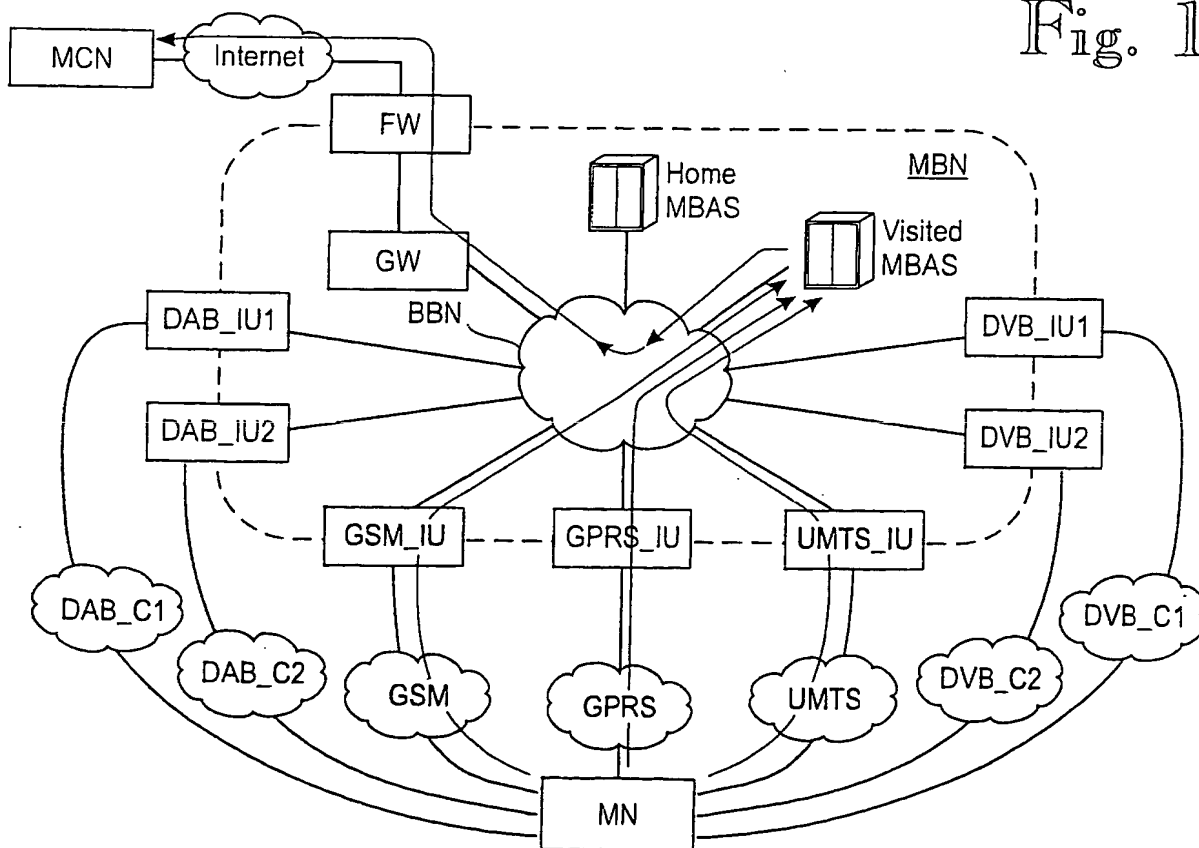 Fig. 1
MCN
Internet
FW
Home
MBAS
MBN
Visited
MBAS
GW
BBN
DAB_IU1
DVB_IU1
DAB_IU2
DVB_IU2
GSM_IU
GPRS_IU
UMTS_IU
DAB_C1
DVB_C1
DAB_C2
DVB_C2
GSM
GPRS
UMTS
MN